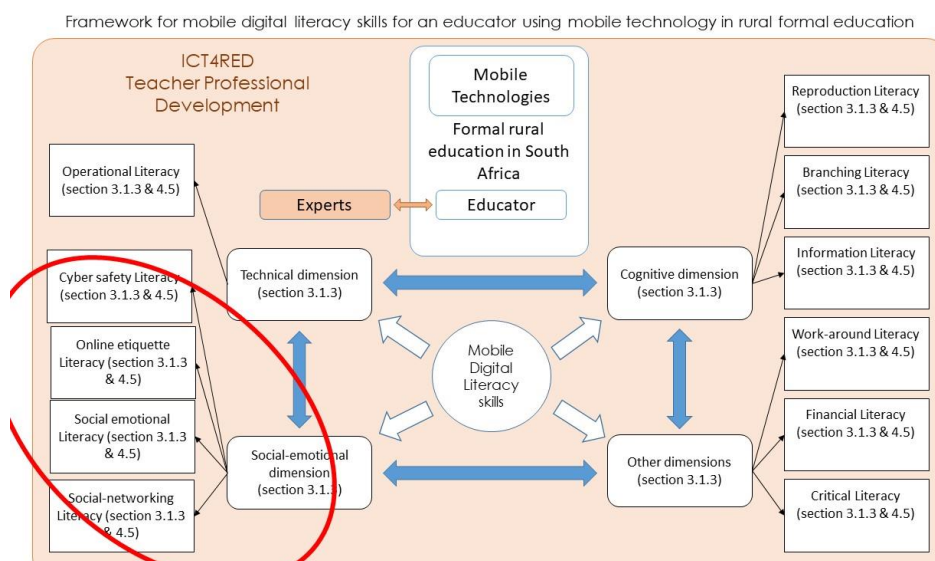 Framework for mobile digital literacy skills for an educator using mobile technology in rural formal education
ICT4RED
Teacher Professional
Development
Mobile
Technologies
Formal rural
education in South
Africa
Experts
Educator
Operational Literacy
(section 3.1.3 & 4.5)
Cyber safety Literacy
(section 3.1.3 & 4.5)
Online etiquette
Literacy (section 3.1.3
& 4.5)
Social emotional
Literacy (section 3.1.3
& 4.5)
Social-networking
Literacy (section 3.1.3
& 4.5)
Technical dimension
(section 3.1.3)
Social-emotional
dimension
(section 3.1.3)
Mobile
Digital
Literacy
skills
Cognitive dimension
(section 3.1.3)
Other dimensions
(section 3.1.3)
Reproduction Literacy
(section 3.1.3 & 4.5)
Branching Literacy
(section 3.1.3 & 4.5)
Information Literacy
(section 3.1.3 & 4.5)
Work-around Literacy
(section 3.1.3 & 4.5)
Financial Literacy
(section 3.1.3 & 4.5)
Critical Literacy
(section 3.1.3 & 4.5)